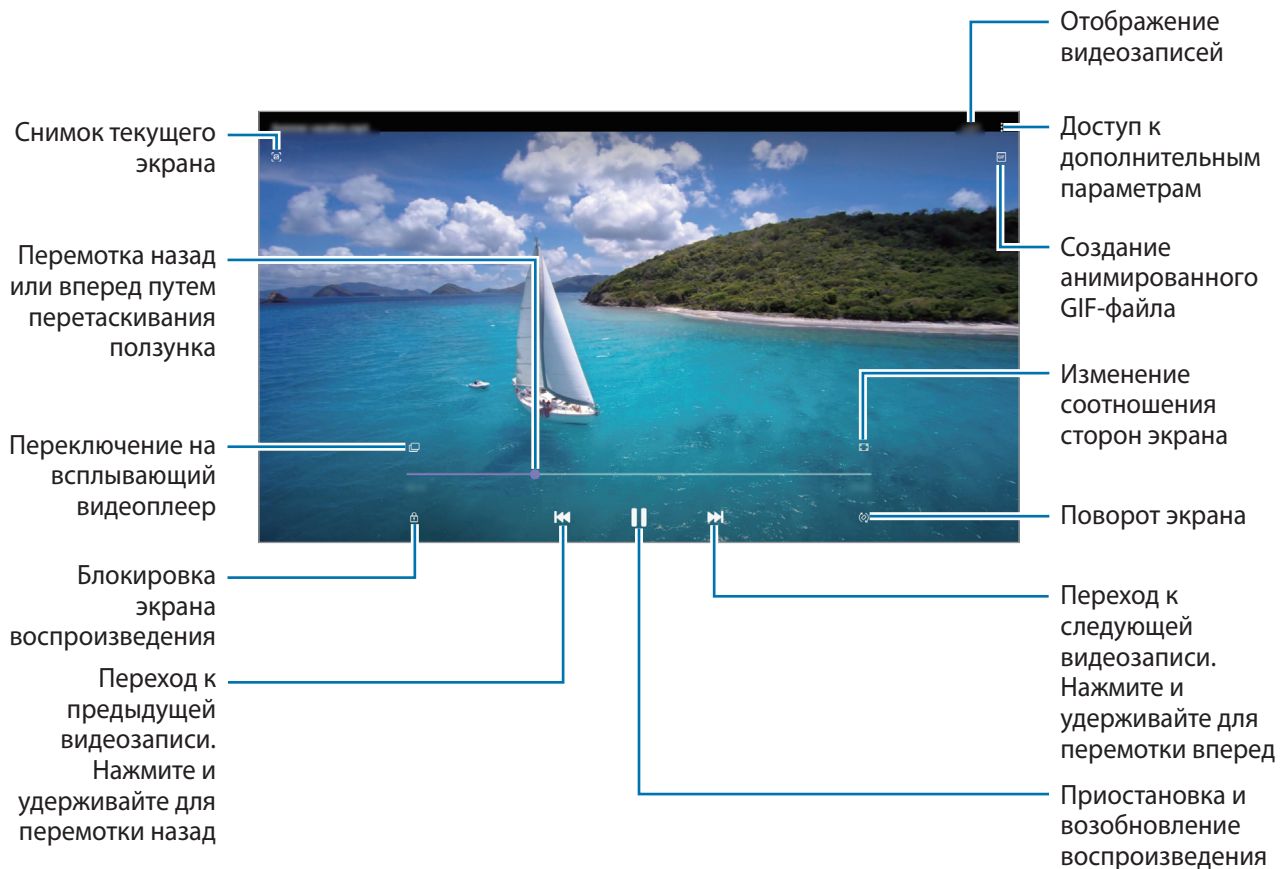 Отображение
видеозаписей
Снимок текущего
экрана
Доступ к
дополнительным
параметрам
Перемотка назад
или вперед путем
перетаскивания
ползунка
Создание
анимированного
GIF-файла
Изменение
соотношения
сторон экрана
Переключение на
всплывающий
видеоплеер
Поворот экрана
Блокировка
экрана
воспроизведения
Переход к
следующей
видеозаписи.
Нажмите и
удерживайте для
перемотки вперед
Переход к
предыдущей
видеозаписи.
Нажмите и
удерживайте для
перемотки назад
Приостановка и
возобновление
воспроизведения